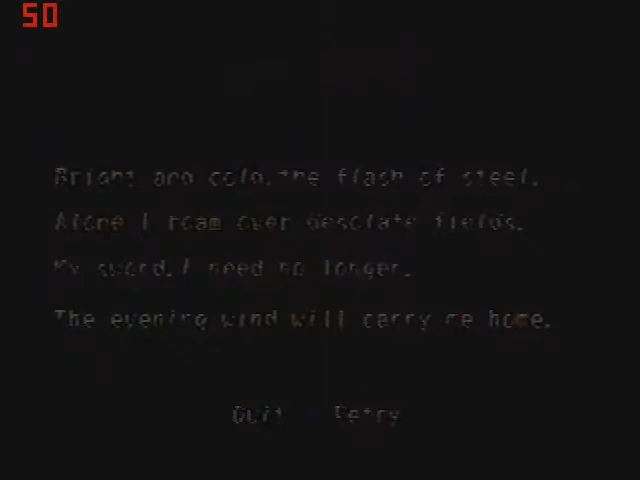 50
Bright and cold, the flash of steel.
Alone I roam over desolate fields.
My sword, I need no longer.
The evening wind will carry me home.
Quit Retry